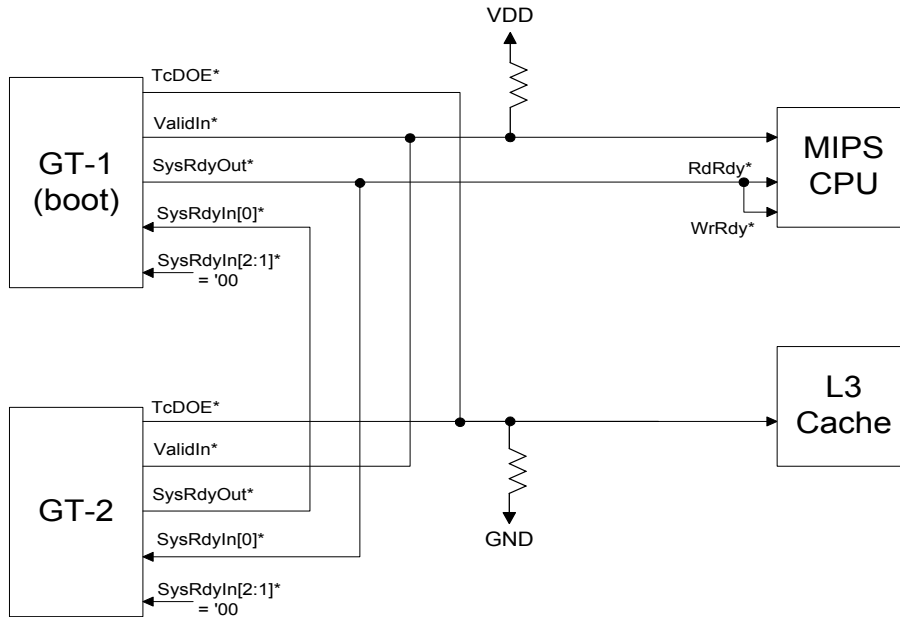 VDD
TcDOE*
ValidIn*
GT-1
(boot)
SysRdyOut*
SysRdyIn[0]*
SysRdyIn[2:1]*
= '00
RdRdy*
WrRdy*
MIPS
CPU
L3
Cache
TcDOE*
ValidIn*
GT-2
SysRdyOut*
SysRdyIn[0]*
SysRdyIn[2:1]*
= '00
GND